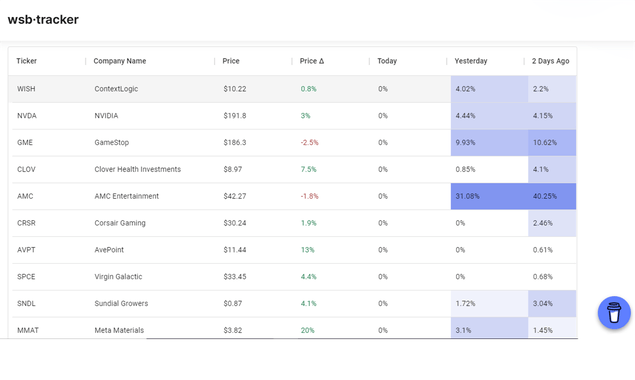 wsb·tracker
Ticker Company Name Price Price Δ Today Yesterday 2 Days Ago
WISH ContextLogic $10.22 0.8% 0% 4.02% 2.2%
NVDA NVIDIA $191.8 3% 0% 4.44% 4.15%
GME GameStop $186.3 -2.5% 0% 9.93% 10.62%
CLOV Clover Health Investments $8.97 7.5% 0% 0.85% 4.1%
AMC AMC Entertainment $42.27 -1.8% 0% 31.08% 40.25%
CRSR Corsair Gaming $30.24 1.9% 0% 0% 2.46%
AVPT AvePoint $11.44 13% 0% 0% 0.61%
SPCE Virgin Galactic $33.45 4.4% 0% 0% 0.68%
SNDL Sundial Growers $0.87 4.1% 0% 1.72% 3.04%
MMAT Meta Materials $3.82 20% 0% 3.1% 1.45%